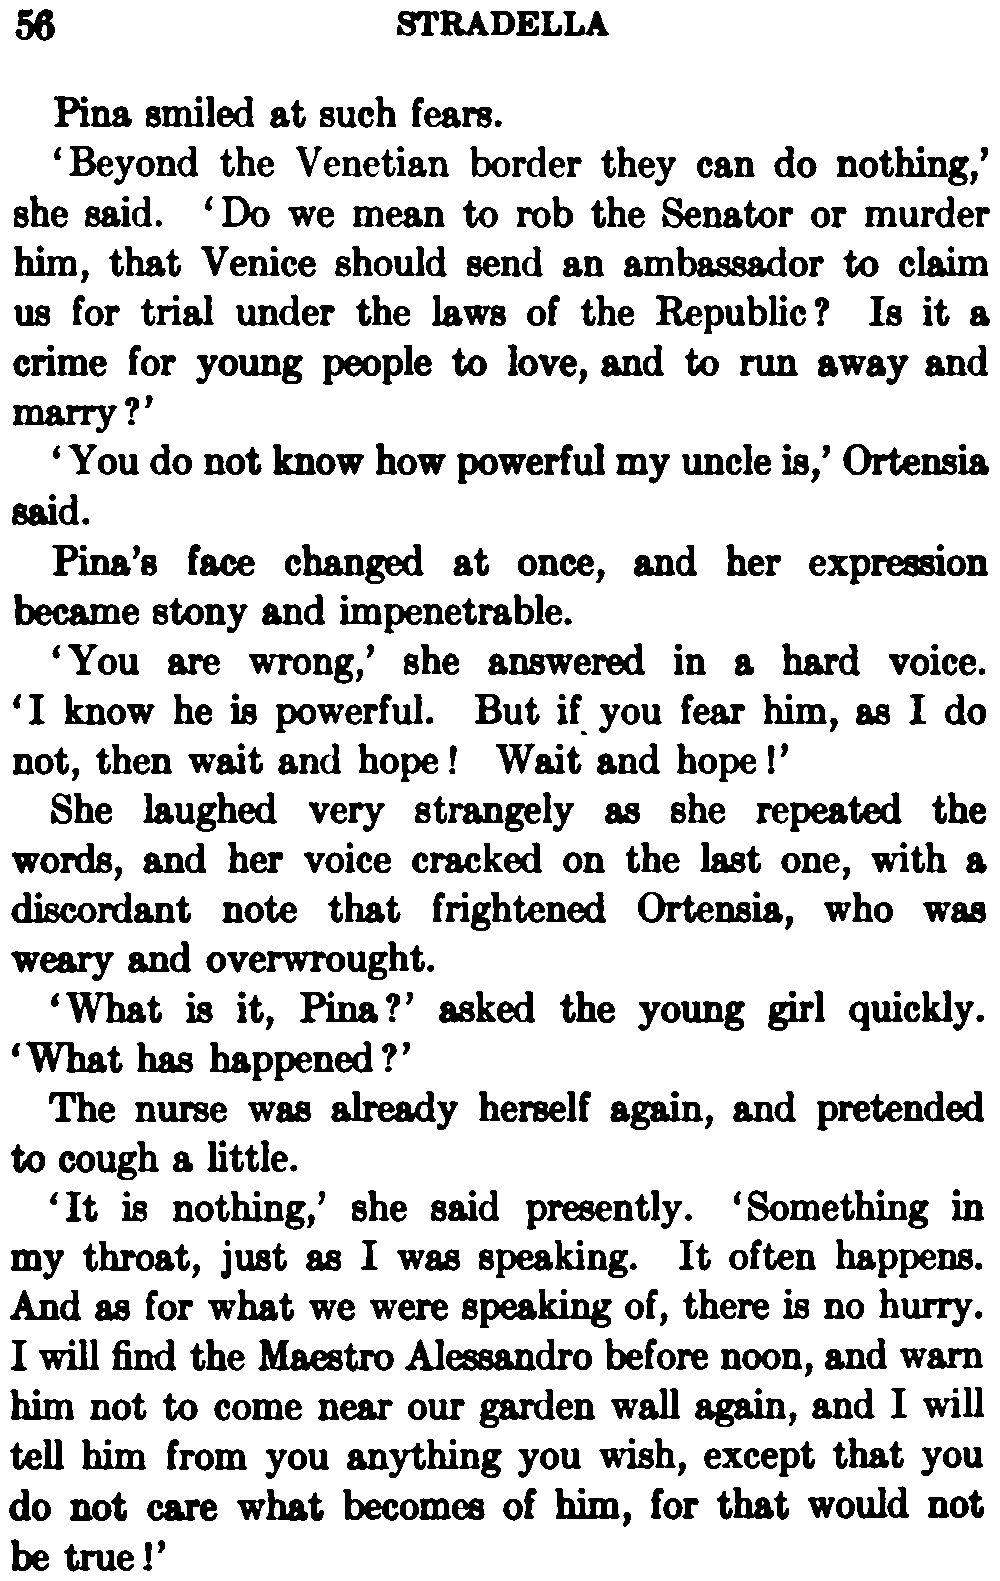 56 STRADELLA
Pina smiled at such fears.
‘Beyond the Venetian border they can do nothing,’
she said. ‘Do we mean to rob the Senator or murder
him, that Venice should send an ambassador to claim
us for trial under the laws of the Republic? Is it a
crime for young people to love, and to run away and
marry?’
‘You do not know how powerful my uncle is,’ Ortensia
said.
Pina’s face changed at once, and her expression
became stony and impenetrable.
‘You are wrong,’ she answered in a hard voice.
‘I know he is powerful. But if you fear him, as I do
not, then wait and hope! Wait and hope!’
She laughed very strangely as she repeated the
words, and her voice cracked on the last one, with a
discordant note that frightened Ortensia, who was
weary and overwrought.
‘What is it, Pina?’ asked the young girl quickly.
‘What has happened?’
The nurse was already herself again, and pretended
to cough a little.
‘It is nothing,’ she said presently. ‘Something in
my throat, just as I was speaking. It often happens.
And as for what we were speaking of, there is no hurry.
I will find the Maestro Alessandro before noon, and warn
him not to come near our garden wall again, and I will
tell him from you anything you wish, except that you
do not care what becomes of him, for that would not
be true!’